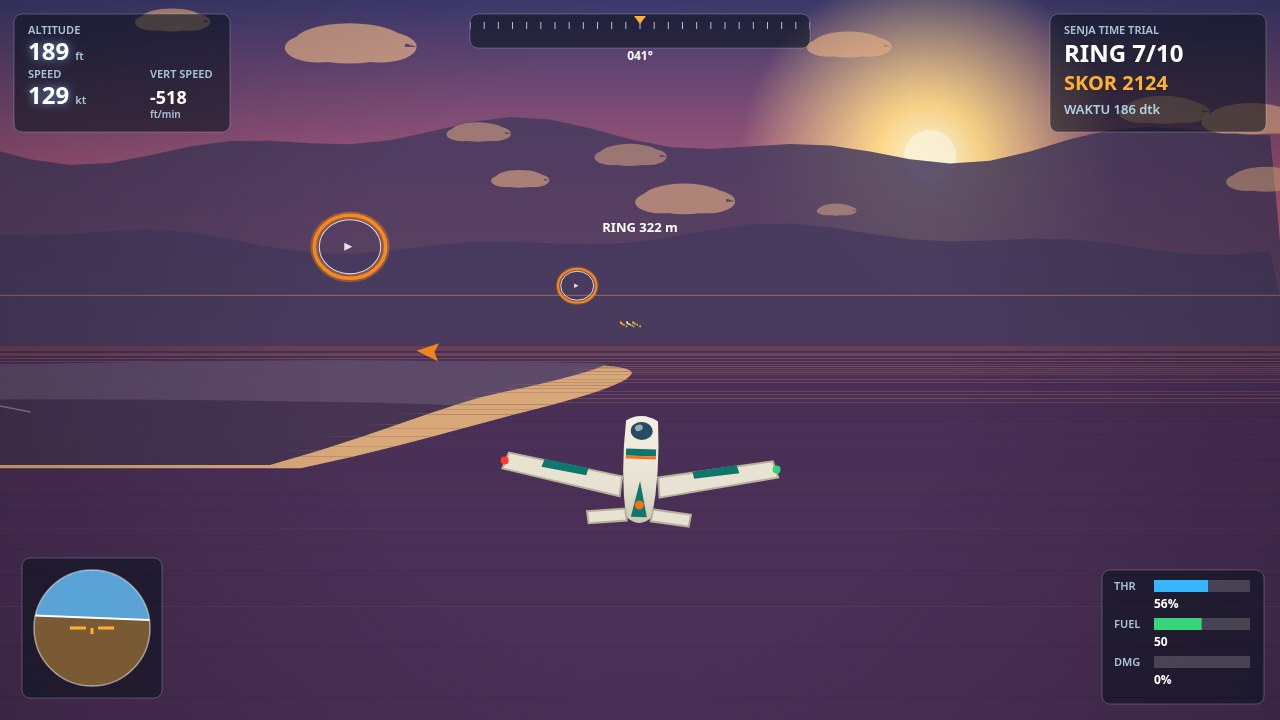 ALTITUDE
189 ft
SPEED
129 kt
VERT SPEED
-518
ft/min
041°
SENJA TIME TRIAL
RING 7/10
SKOR 2124
WAKTU 186 dtk
RING 322 m
THR
56%
FUEL
50
DMG
0%